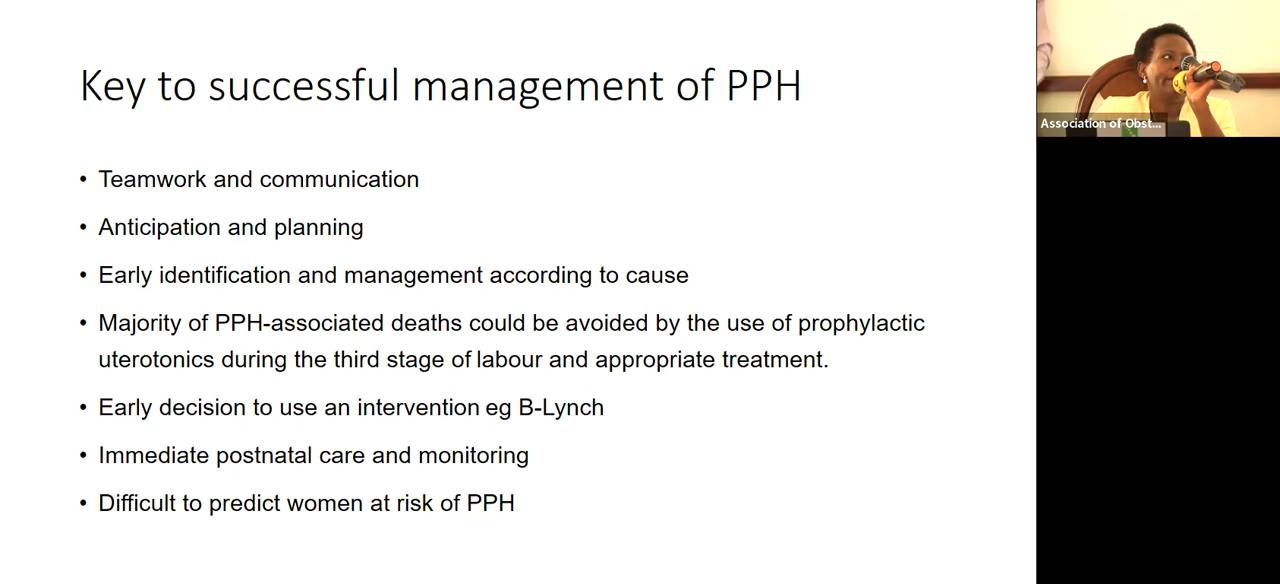 Key to successful management of PPH
• Teamwork and communication
• Anticipation and planning
• Early identification and management according to cause
• Majority of PPH-associated deaths could be avoided by the use of prophylactic
uterotonics during the third stage of labour and appropriate treatment.
• Early decision to use an intervention eg B-Lynch
• Immediate postnatal care and monitoring
• Difficult to predict women at risk of PPH
Association of Obst...